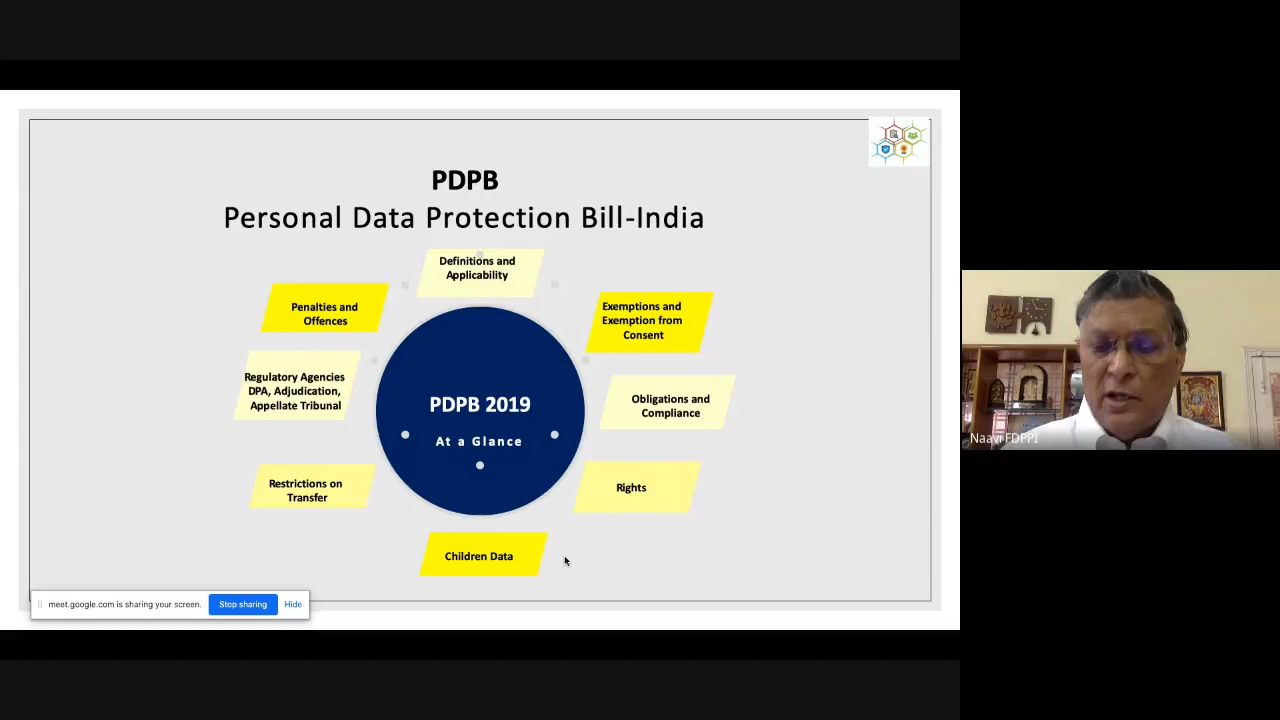 PDPB
Personal Data Protection Bill-India
Definitions and
Applicability
Penalties and
Offences
Exemptions and
Exemption from
Consent
Regulatory Agencies
DPA, Adjudication,
Appellate Tribunal
Obligations and
Compliance
PDPB 2019
At a Glance
Restrictions on
Transfer
Rights
Children Data
meet.google.com is sharing your screen.
Stop sharing
Hide
Naavi FDPPI